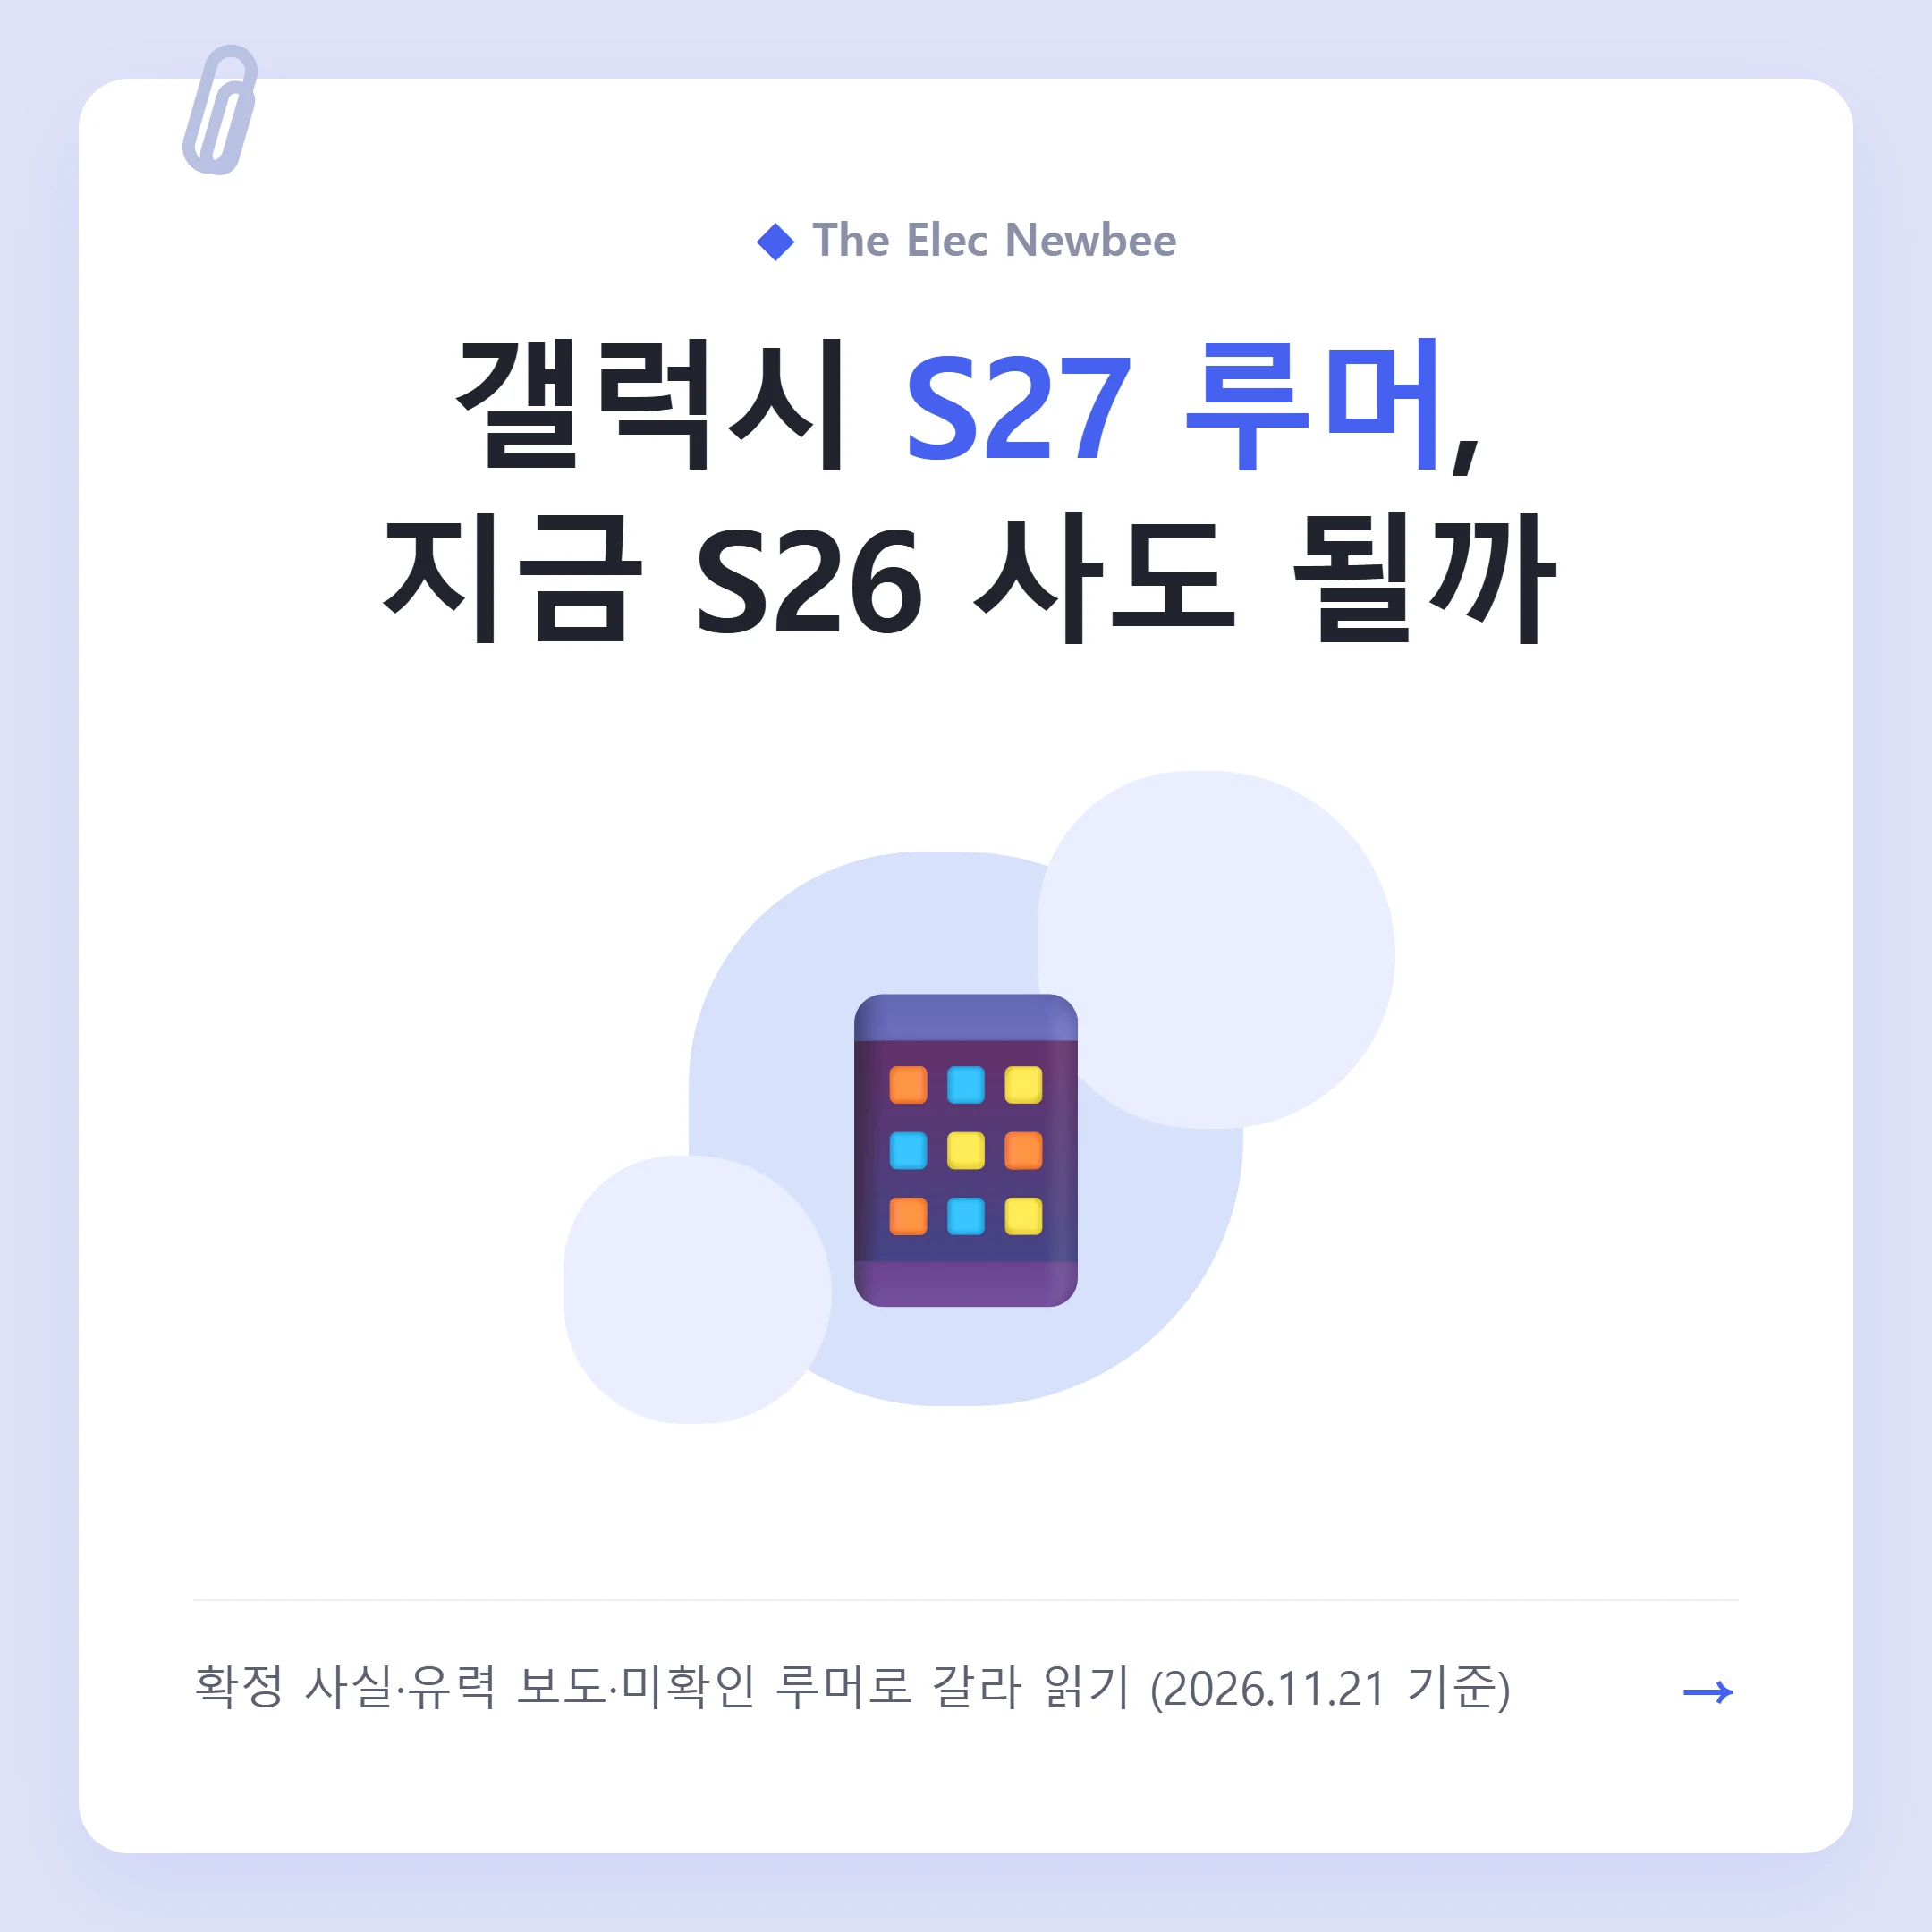 ◆ The Elec Newbee
갤럭시 S27 루머,
지금 S26 사도 될까
확정 사실·유력 보도·미확인 루머로 갈라 읽기 (2026.11.21 기준) →